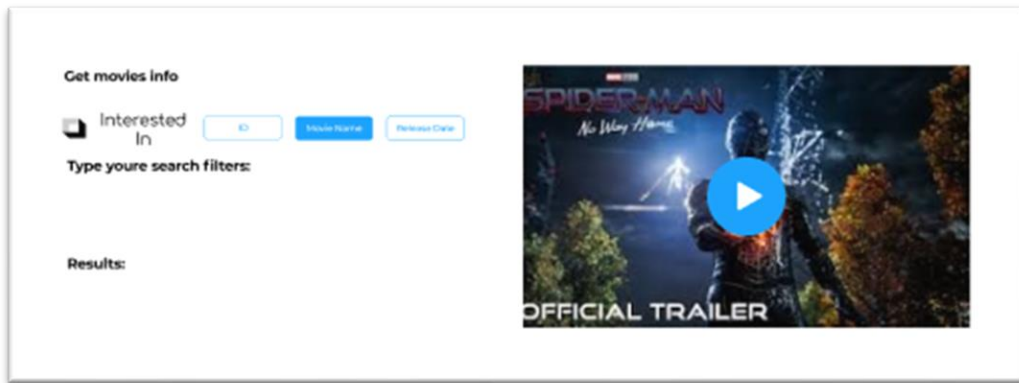 Get movies info
Interested
In
ID
Movie Name
Release Date
Type youre search filters:
Results:
SPIDER-MAN
No Way Home
OFFICIAL TRAILER